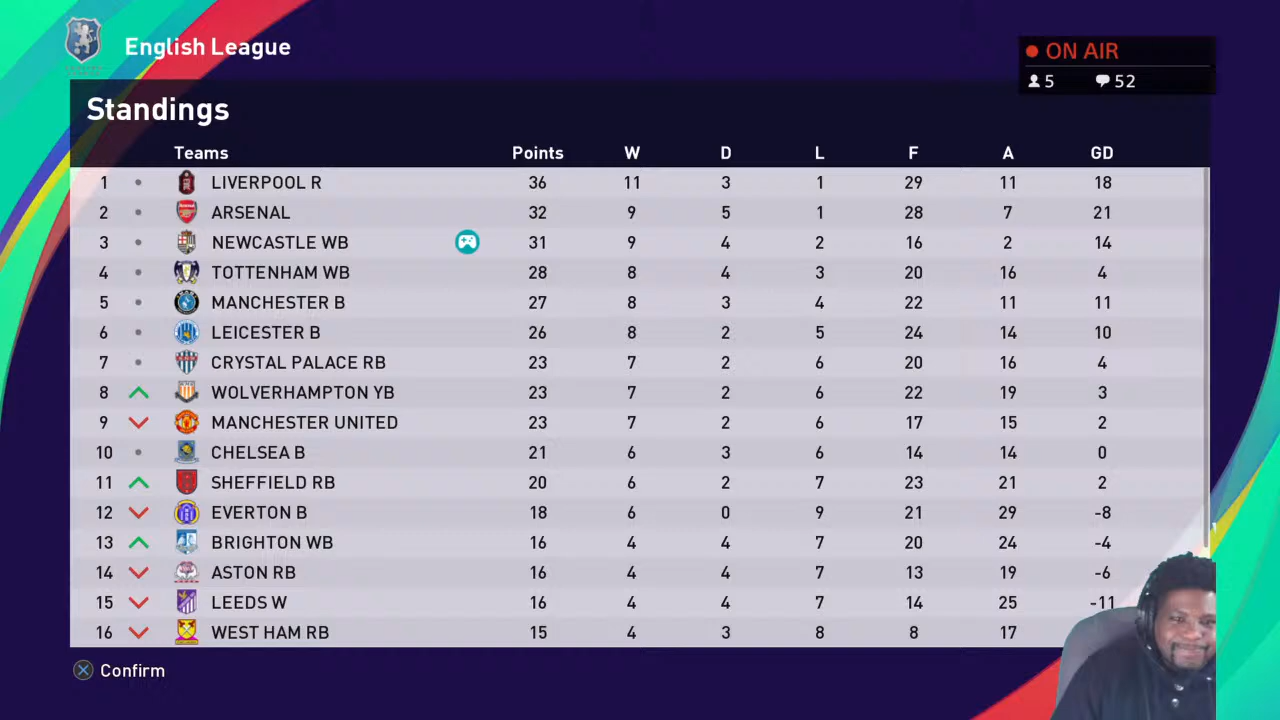 English League
ON AIR
5 52
Standings
Teams Points W D L F A GD
1 LIVERPOOL R 36 11 3 1 29 11 18
2 ARSENAL 32 9 5 1 28 7 21
3 NEWCASTLE WB 31 9 4 2 16 2 14
4 TOTTENHAM WB 28 8 4 3 20 16 4
5 MANCHESTER B 27 8 3 4 22 11 11
6 LEICESTER B 26 8 2 5 24 14 10
7 CRYSTAL PALACE RB 23 7 2 6 20 16 4
8 WOLVERHAMPTON YB 23 7 2 6 22 19 3
9 MANCHESTER UNITED 23 7 2 6 17 15 2
10 CHELSEA B 21 6 3 6 14 14 0
11 SHEFFIELD RB 20 6 2 7 23 21 2
12 EVERTON B 18 6 0 9 21 29 -8
13 BRIGHTON WB 16 4 4 7 20 24 -4
14 ASTON RB 16 4 4 7 13 19 -6
15 LEEDS W 16 4 4 7 14 25 -11
16 WEST HAM RB 15 4 3 8 8 17
Confirm